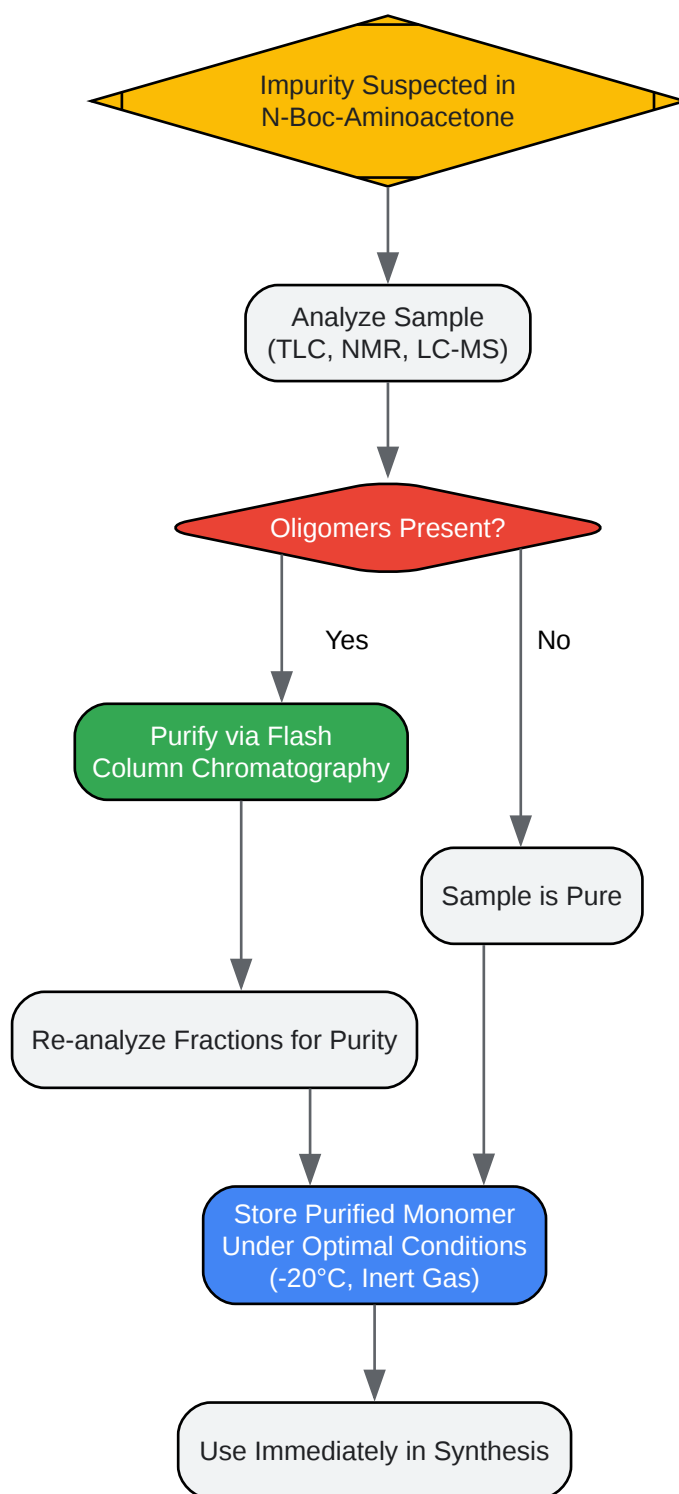 Impurity Suspected in
N-Boc-Aminoacetone
Analyze Sample
(TLC, NMR, LC-MS)
Oligomers Present?
Yes
No
Purify via Flash
Column Chromatography
Sample is Pure
Re-analyze Fractions for Purity
Store Purified Monomer
Under Optimal Conditions
(-20°C, Inert Gas)
Use Immediately in Synthesis